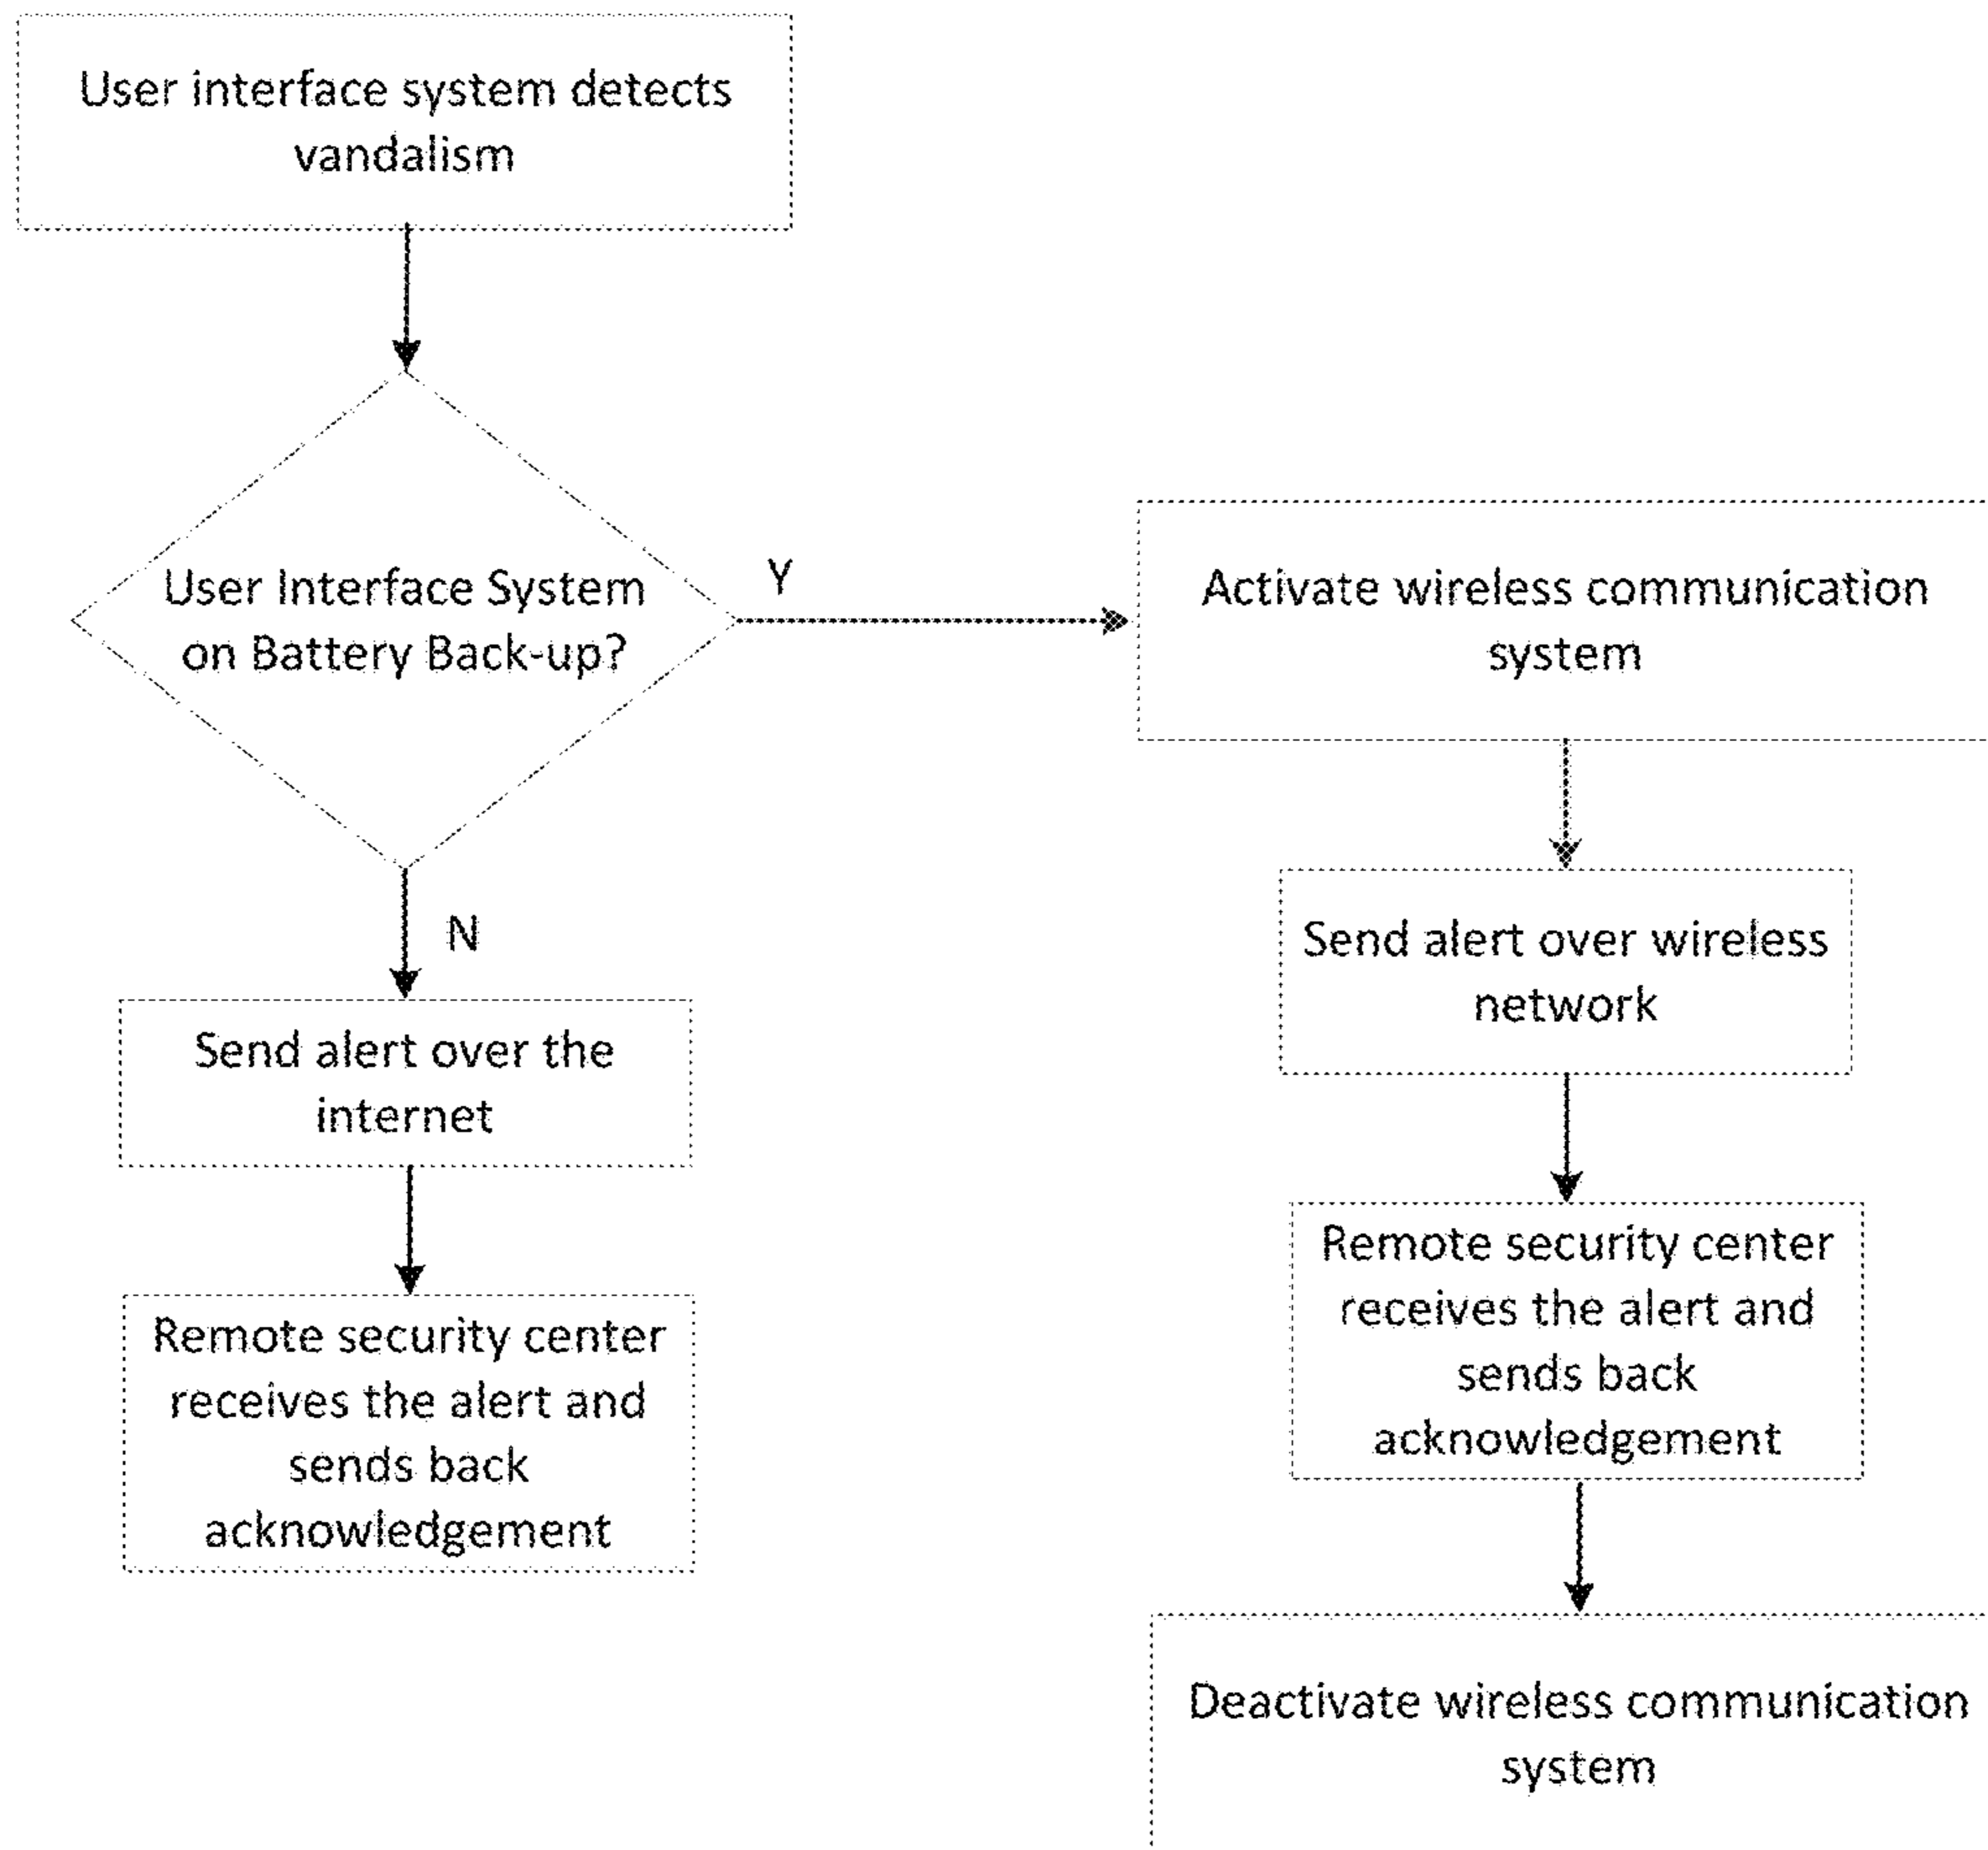 User interface system detects
vandalism
User Interface System
on Battery Back-up?
Y
Activate wireless communication
system
N
Send alert over wireless
network
Send alert over the
internet
Remote security center
receives the alert and
sends back
acknowledgement
Remote security center
receives the alert and
sends back
acknowledgement
Deactivate wireless communication
system